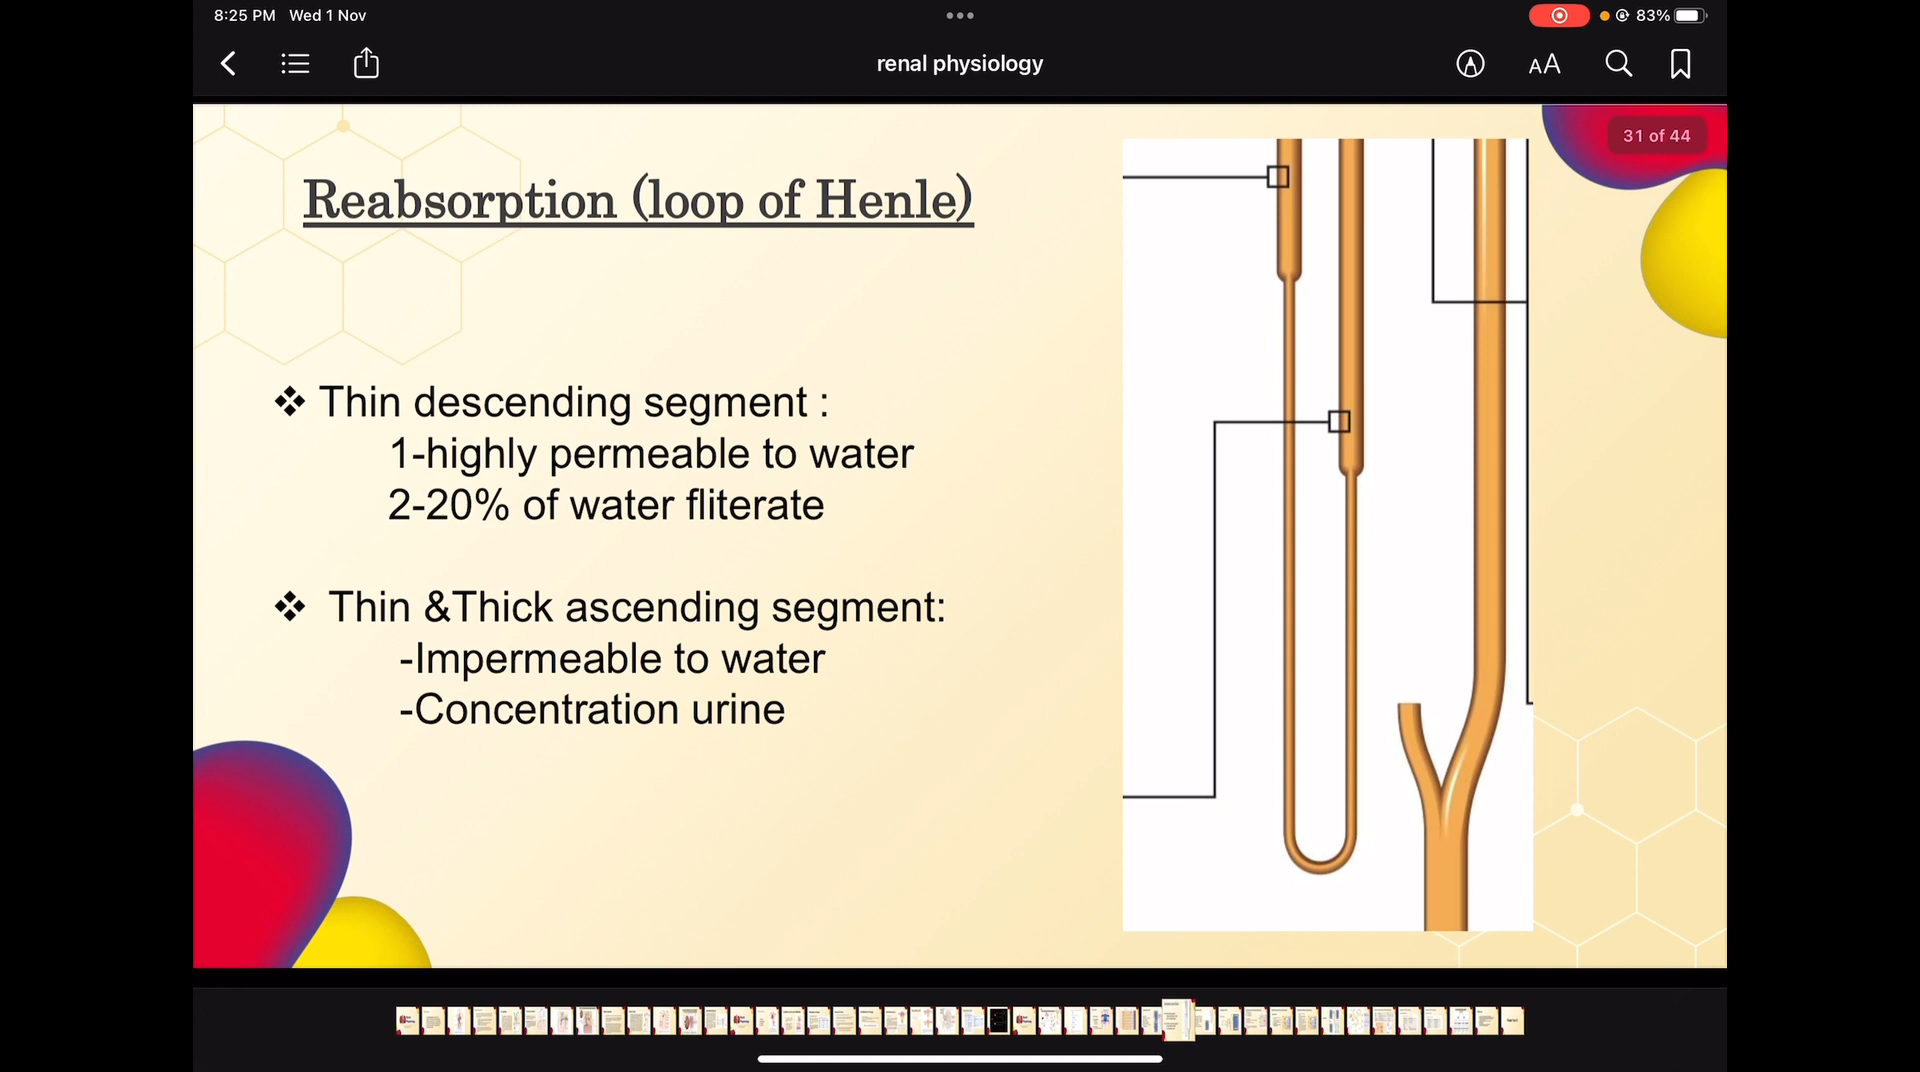 8:25 PM Wed 1 Nov
83%
renal physiology
AA
31 of 44
Reabsorption (loop of Henle)
❖ Thin descending segment :
1-highly permeable to water
2-20% of water fliterate
❖ Thin &Thick ascending segment:
-Impermeable to water
-Concentration urine